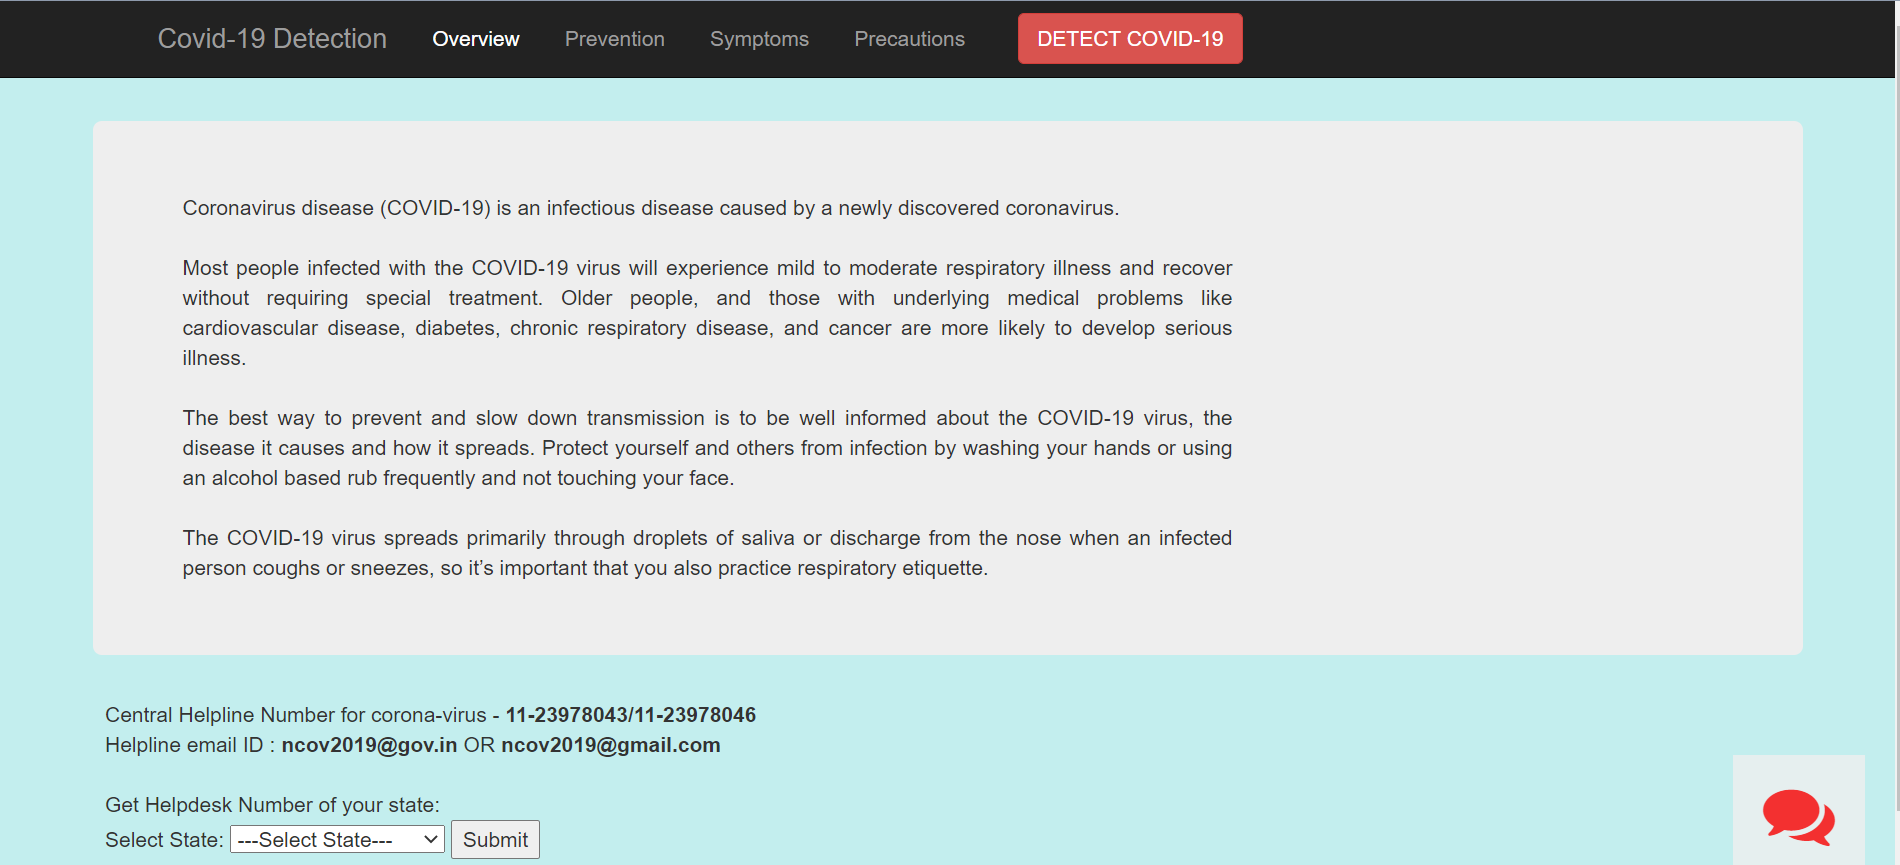 Covid-19 Detection Overview Prevention Symptoms Precautions DETECT COVID-19
Coronavirus disease (COVID-19) is an infectious disease caused by a newly discovered coronavirus.
Most people infected with the COVID-19 virus will experience mild to moderate respiratory illness and recover
without requiring special treatment. Older people, and those with underlying medical problems like
cardiovascular disease, diabetes, chronic respiratory disease, and cancer are more likely to develop serious
illness.
The best way to prevent and slow down transmission is to be well informed about the COVID-19 virus, the
disease it causes and how it spreads. Protect yourself and others from infection by washing your hands or using
an alcohol based rub frequently and not touching your face.
The COVID-19 virus spreads primarily through droplets of saliva or discharge from the nose when an infected
person coughs or sneezes, so it’s important that you also practice respiratory etiquette.
Central Helpline Number for corona-virus - 11-23978043/11-23978046
Helpline email ID : ncov2019@gov.in OR ncov2019@gmail.com
Get Helpdesk Number of your state:
Select State: ---Select State--- Submit